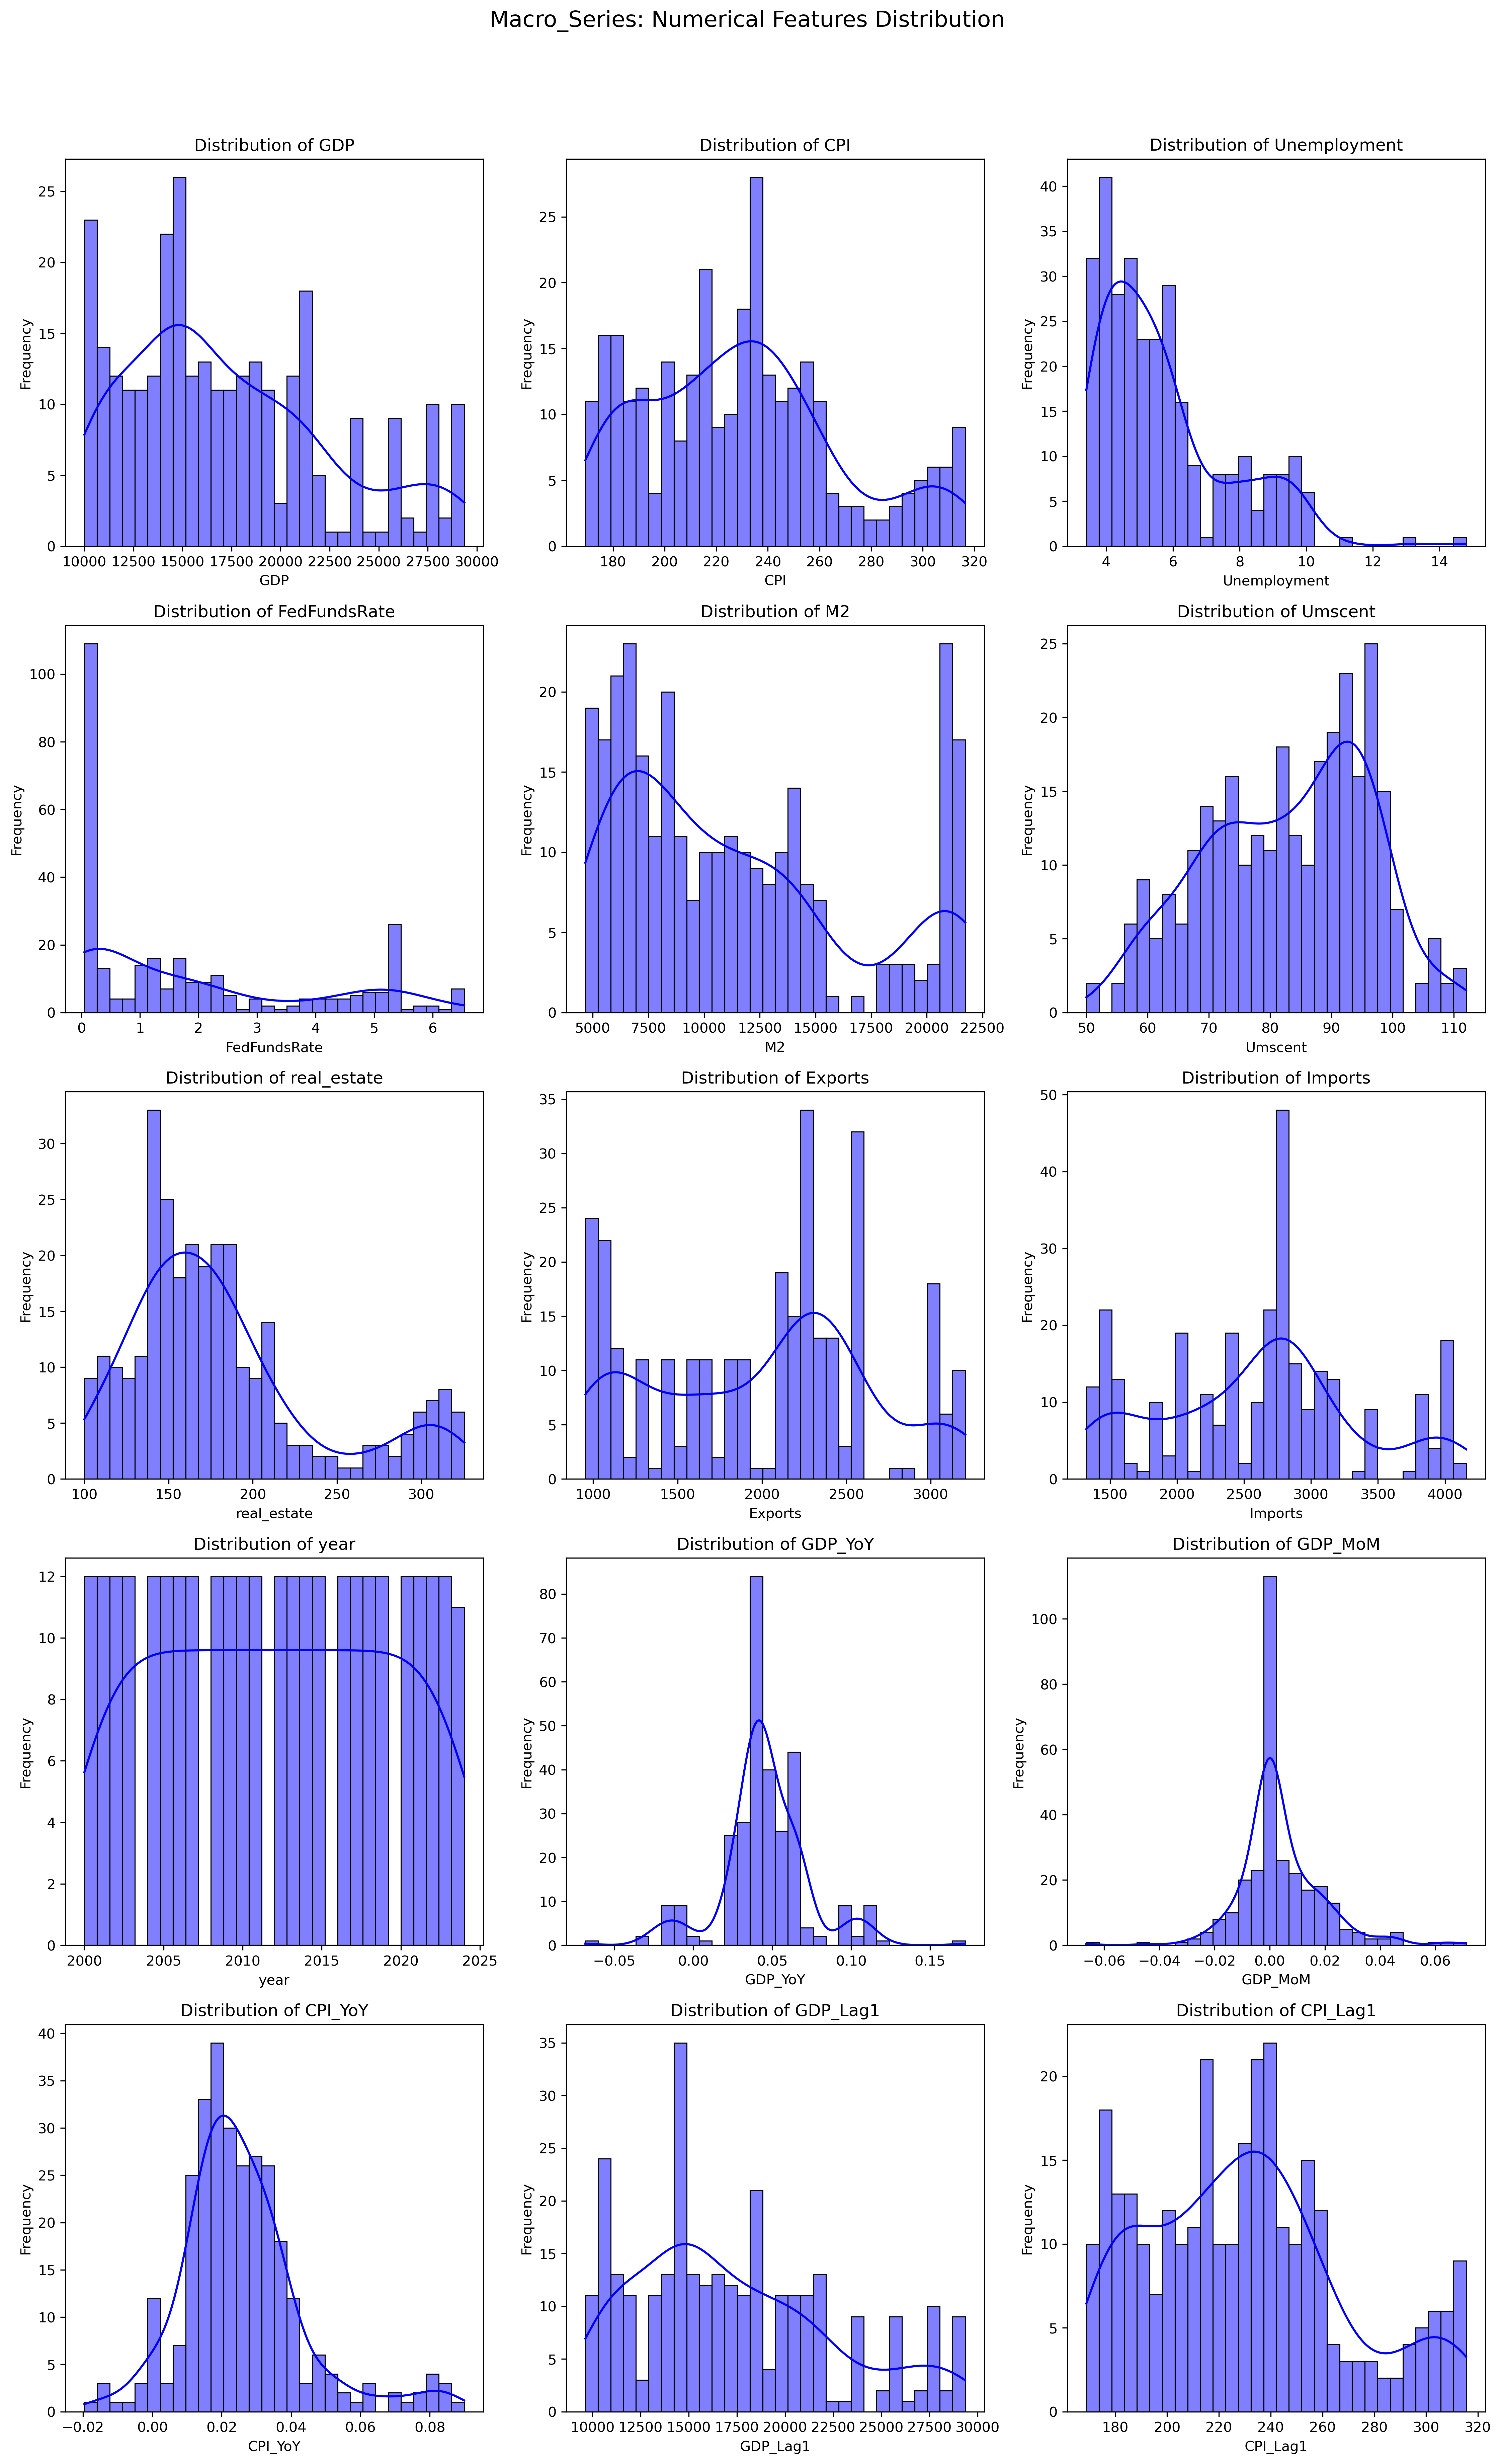 Macro_Series: Numerical Features Distribution
Distribution of GDP
Frequency
0
5
10
15
20
25
10000 12500 15000 17500 20000 22500 25000 27500 30000
GDP
Distribution of CPI
Frequency
0
5
10
15
20
25
180 200 220 240 260 280 300 320
CPI
Distribution of Unemployment
Frequency
0
5
10
15
20
25
30
35
40
4 6 8 10 12 14
Unemployment
Distribution of FedFundsRate
Frequency
0
20
40
60
80
100
0 1 2 3 4 5 6
FedFundsRate
Distribution of M2
Frequency
0
5
10
15
20
5000 7500 10000 12500 15000 17500 20000 22500
M2
Distribution of Umscent
Frequency
0
5
10
15
20
25
50 60 70 80 90 100 110
Umscent
Distribution of real_estate
Frequency
0
5
10
15
20
25
30
100 150 200 250 300
real_estate
Distribution of Exports
Frequency
0
5
10
15
20
25
30
35
1000 1500 2000 2500 3000
Exports
Distribution of Imports
Frequency
0
10
20
30
40
50
1500 2000 2500 3000 3500 4000
Imports
Distribution of year
Frequency
0
2
4
6
8
10
12
2000 2005 2010 2015 2020 2025
year
Distribution of GDP_YoY
Frequency
0
10
20
30
40
50
60
70
80
−0.05 0.00 0.05 0.10 0.15
GDP_YoY
Distribution of GDP_MoM
Frequency
0
20
40
60
80
100
−0.06 −0.04 −0.02 0.00 0.02 0.04 0.06
GDP_MoM
Distribution of CPI_YoY
Frequency
0
5
10
15
20
25
30
35
40
−0.02 0.00 0.02 0.04 0.06 0.08
CPI_YoY
Distribution of GDP_Lag1
Frequency
0
5
10
15
20
25
30
35
10000 12500 15000 17500 20000 22500 25000 27500 30000
GDP_Lag1
Distribution of CPI_Lag1
Frequency
0
5
10
15
20
180 200 220 240 260 280 300 320
CPI_Lag1